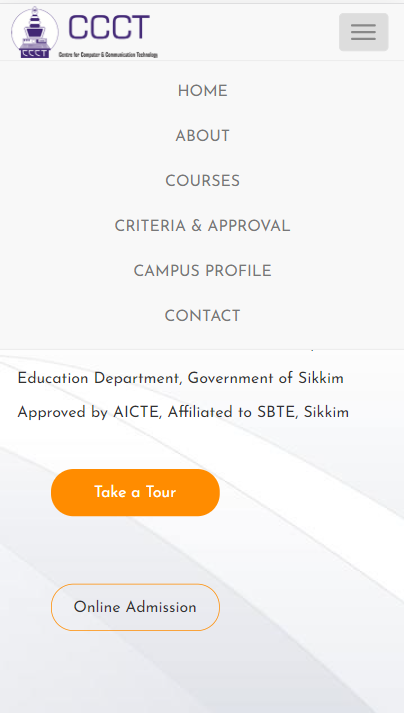 CCCT
Centre for Computer & Communication Technology
CCCT
HOME
ABOUT
COURSES
CRITERIA & APPROVAL
CAMPUS PROFILE
CONTACT
Education Department, Government of Sikkim
Approved by AICTE, Affiliated to SBTE, Sikkim
Take a Tour
Online Admission